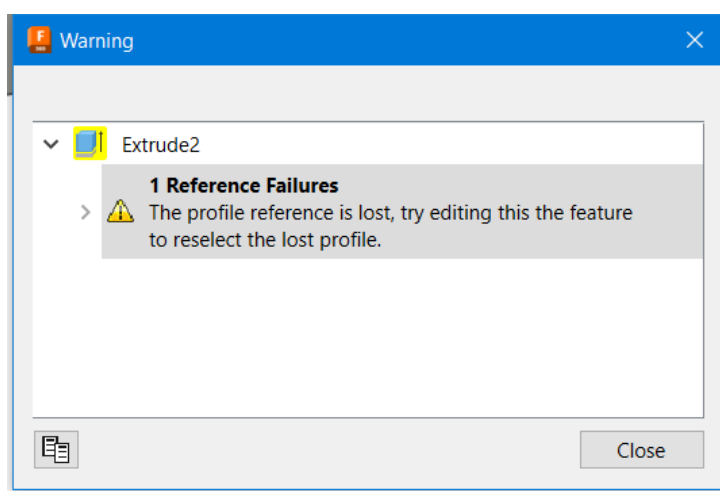 Warning
Extrude2
1 Reference Failures
The profile reference is lost, try editing this the feature
to reselect the lost profile.
Close